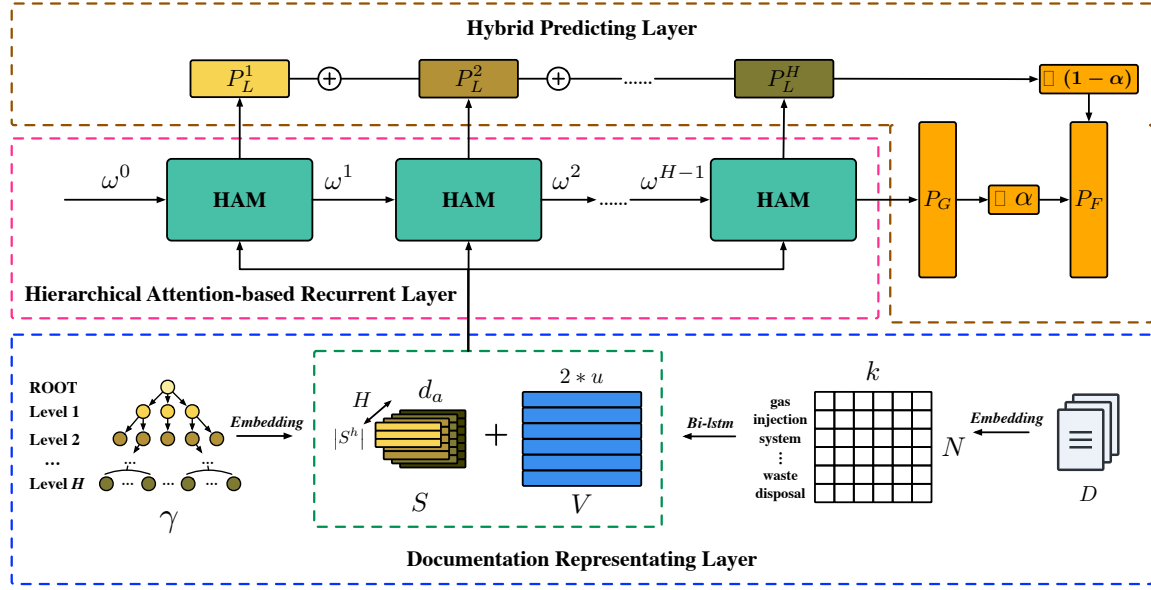 Hybrid Predicting Layer
P_L^1
P_L^2
......
P_L^H
(1 − α)
ω^0
HAM
ω^1
HAM
ω^2
......
ω^{H−1}
HAM
P_G
α
P_F
Hierarchical Attention-based Recurrent Layer
ROOT
Level 1
Level 2
...
Level H
...
...
...
...
...
γ
Embedding
H
d_a
|S^h|
S
+
2 * u
V
Bi-lstm
k
gas
injection
system
⋮
waste
disposal
N
Embedding
D
Documentation Representating Layer